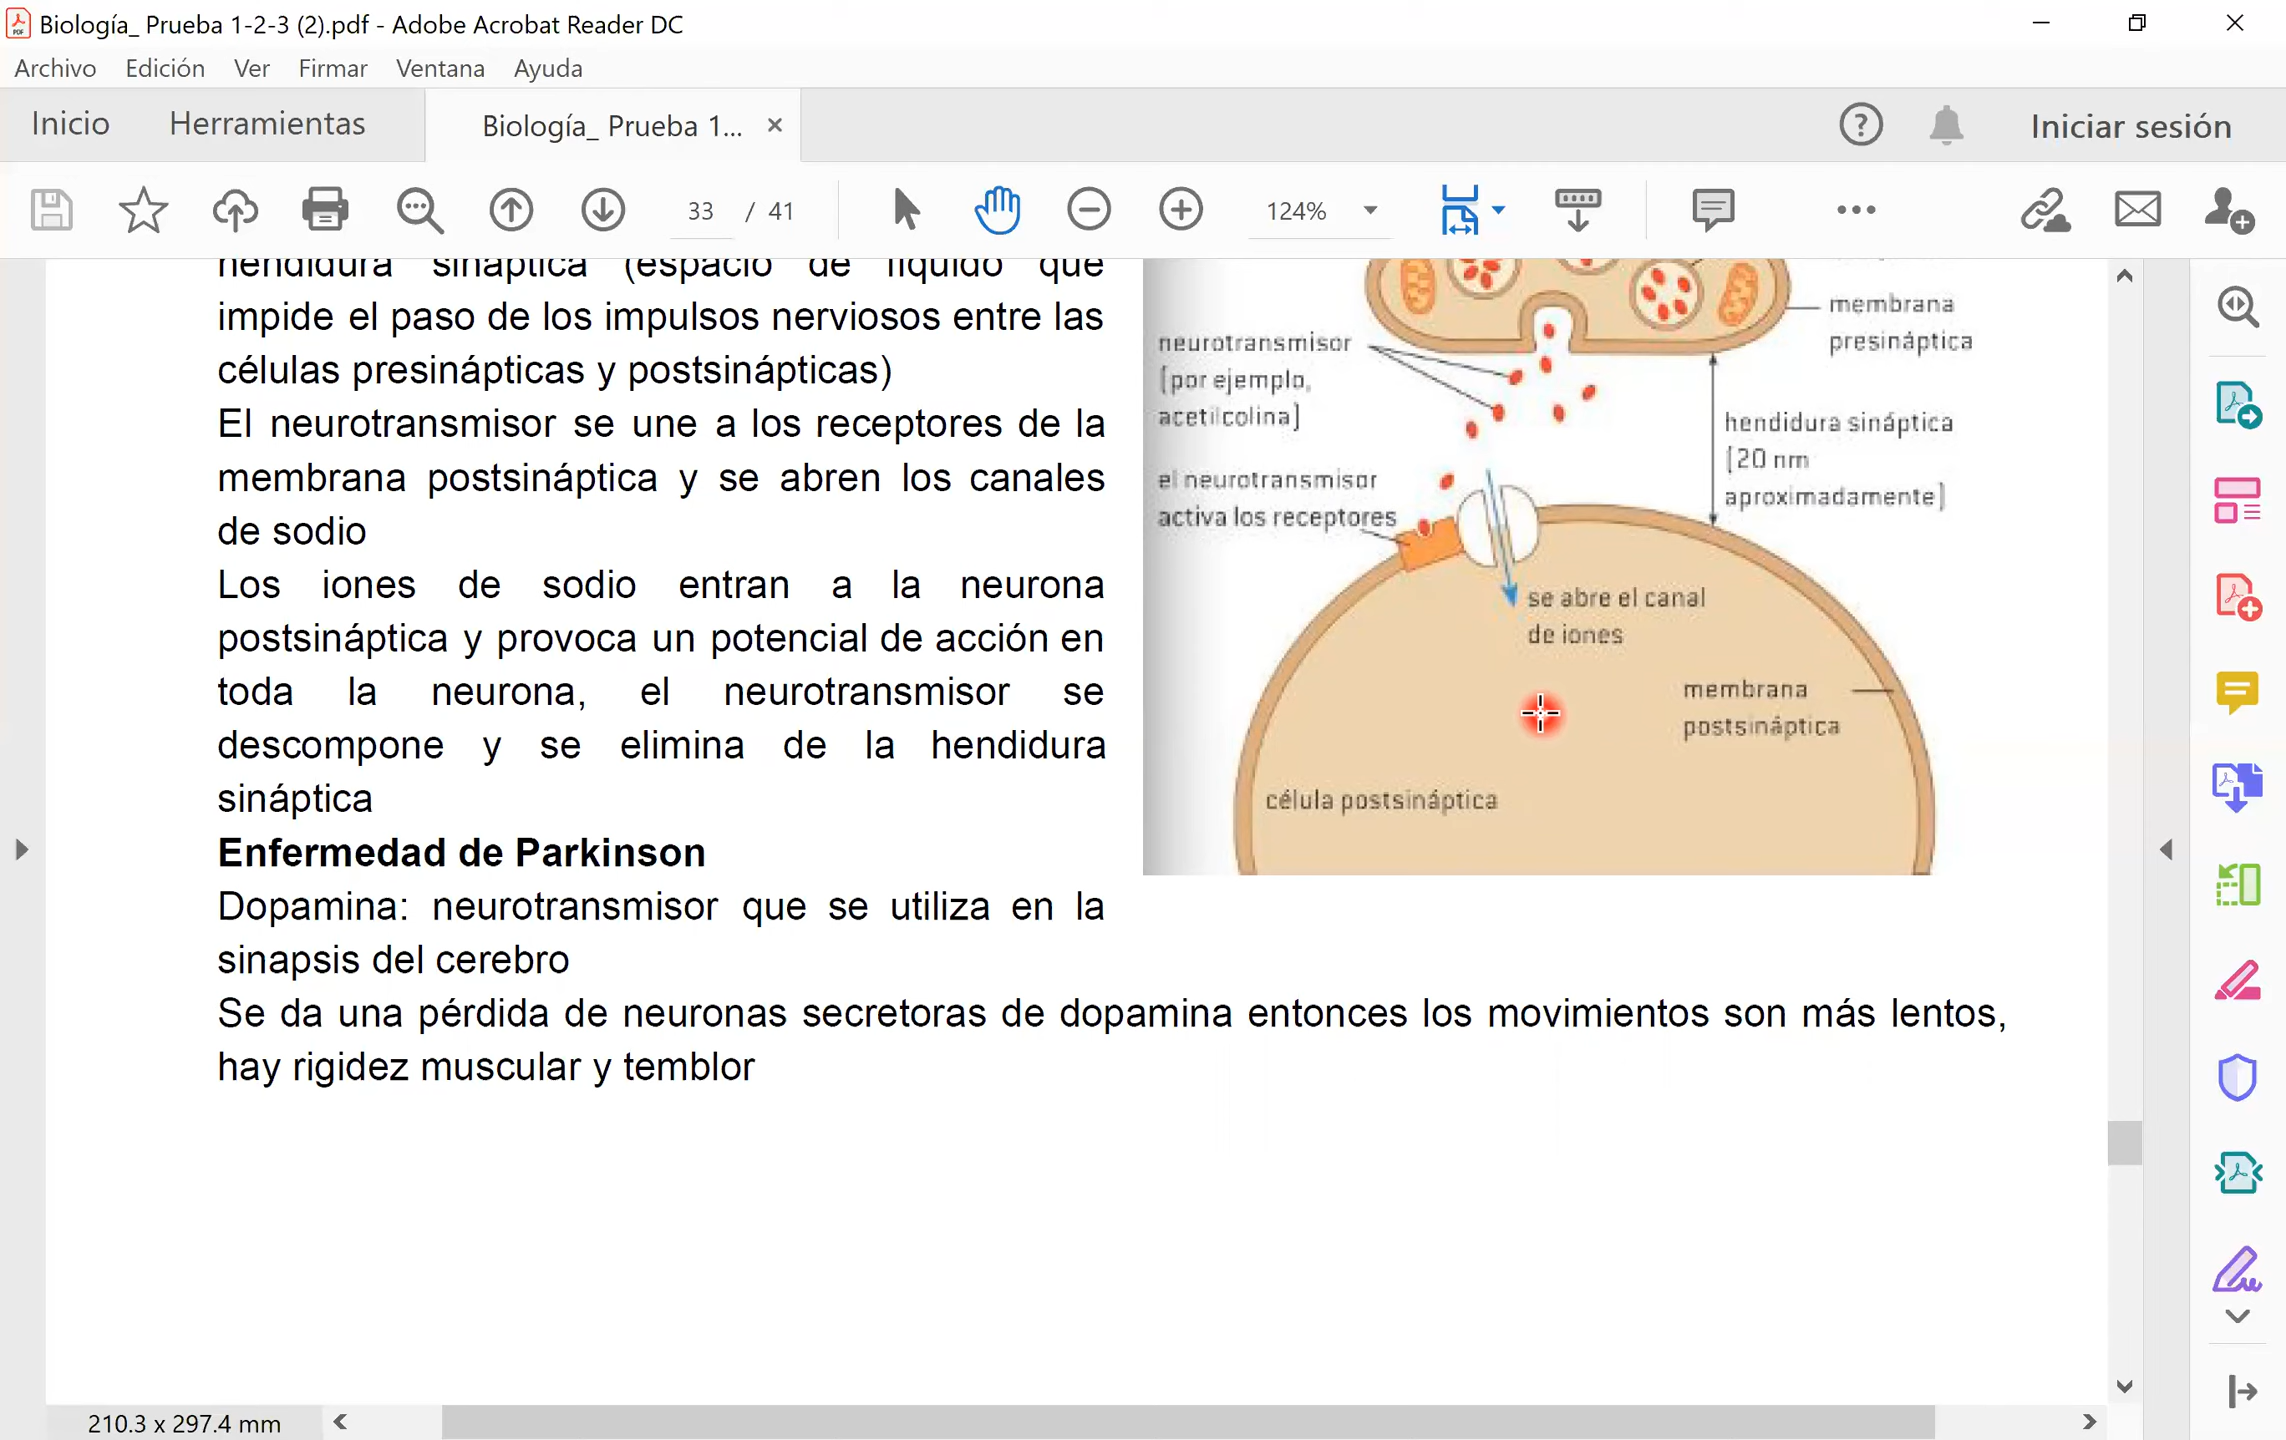 Biología_ Prueba 1-2-3 (2).pdf - Adobe Acrobat Reader DC
Archivo Edición Ver Firmar Ventana Ayuda
Inicio Herramientas Biología_ Prueba 1... Iniciar sesión
33 / 41 124%
hendidura sináptica (espacio de líquido que
impide el paso de los impulsos nerviosos entre las
células presinápticas y postsinápticas)
El neurotransmisor se une a los receptores de la
membrana postsináptica y se abren los canales
de sodio
Los iones de sodio entran a la neurona
postsináptica y provoca un potencial de acción en
toda la neurona, el neurotransmisor se
descompone y se elimina de la hendidura
sináptica
Enfermedad de Parkinson
Dopamina: neurotransmisor que se utiliza en la
sinapsis del cerebro
Se da una pérdida de neuronas secretoras de dopamina entonces los movimientos son más lentos,
hay rigidez muscular y temblor
membrana
presináptica
neurotransmisor
(por ejemplo,
acetilcolina)
hendidura sináptica
(20 nm
aproximadamente)
el neurotransmisor
activa los receptores
se abre el canal
de iones
membrana
postsináptica
célula postsináptica
210.3 x 297.4 mm